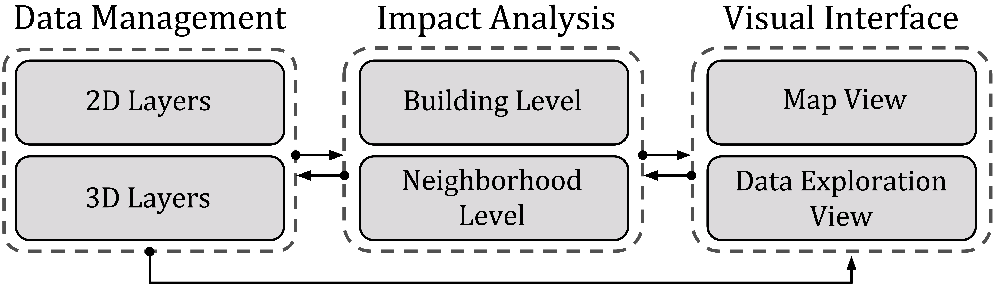 Data Management
Impact Analysis
Visual Interface
2D Layers
Building Level
Map View
3D Layers
Neighborhood
Level
Data Exploration
View